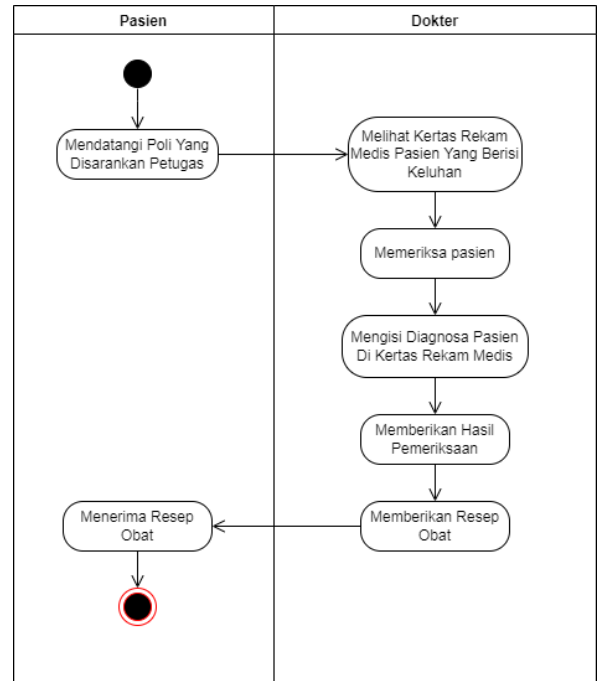 Pasien
Dokter
Mendatangi Poli Yang
Disarankan Petugas
Melihat Kertas Rekam
Medis Pasien Yang Berisi
Keluhan
Memeriksa pasien
Mengisi Diagnosa Pasien
Di Kertas Rekam Medis
Memberikan Hasil
Pemeriksaan
Memberikan Resep
Obat
Menerima Resep
Obat